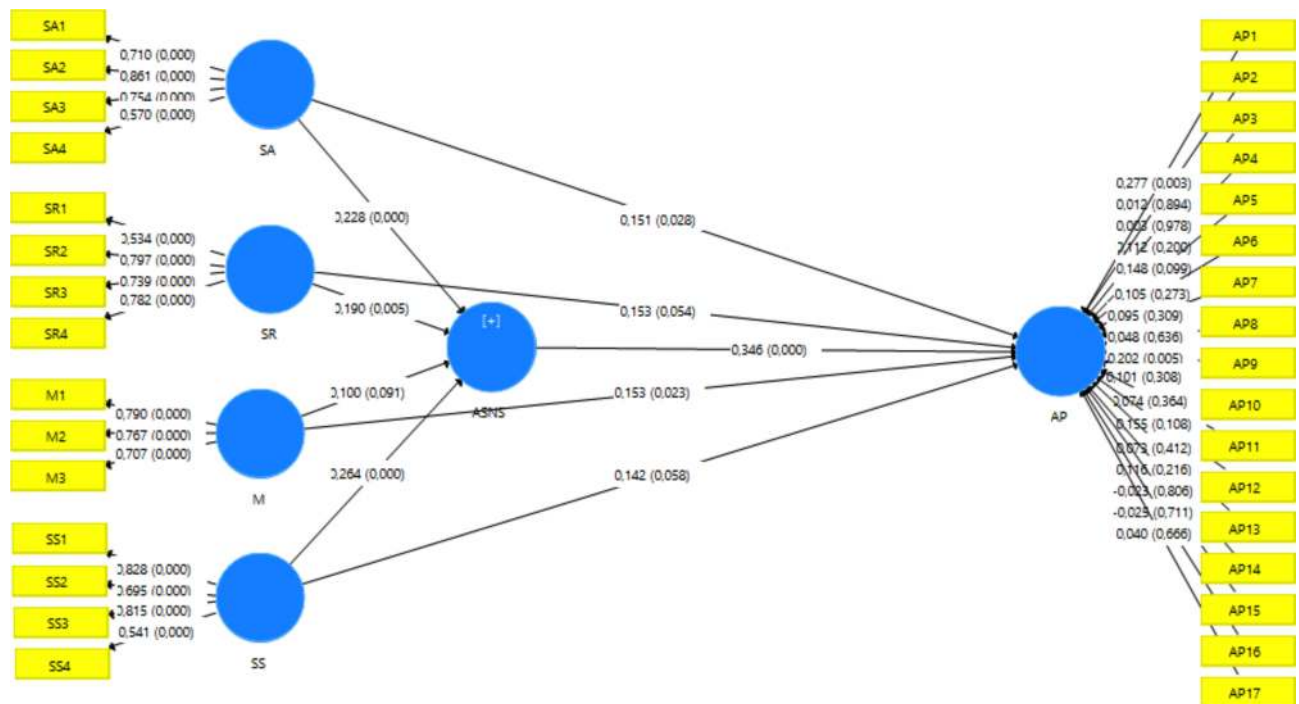 SA1
SA2
SA3
SA4
0,710 (0,000)
0,861 (0,000)
0,754 (0,000)
0,570 (0,000)
SA
SR1
SR2
SR3
SR4
0,534 (0,000)
0,797 (0,000)
0,739 (0,000)
0,782 (0,000)
SR
M1
M2
M3
0,790 (0,000)
0,767 (0,000)
0,707 (0,000)
M
SS1
SS2
SS3
SS4
0,828 (0,000)
0,695 (0,000)
0,815 (0,000)
0,541 (0,000)
SS
0,228 (0,000)
0,190 (0,005)
0,100 (0,091)
0,264 (0,000)
[+]
ASNS
0,151 (0,028)
0,153 (0,054)
0,346 (0,000)
0,153 (0,023)
0,142 (0,058)
AP
0,277 (0,003)
0,012 (0,894)
0,003 (0,978)
0,112 (0,200)
0,148 (0,099)
0,105 (0,273)
0,095 (0,309)
0,048 (0,636)
0,202 (0,005)
0,101 (0,308)
0,074 (0,364)
0,155 (0,108)
0,073 (0,412)
0,116 (0,216)
-0,023 (0,806)
-0,025 (0,711)
0,040 (0,666)
AP1
AP2
AP3
AP4
AP5
AP6
AP7
AP8
AP9
AP10
AP11
AP12
AP13
AP14
AP15
AP16
AP17